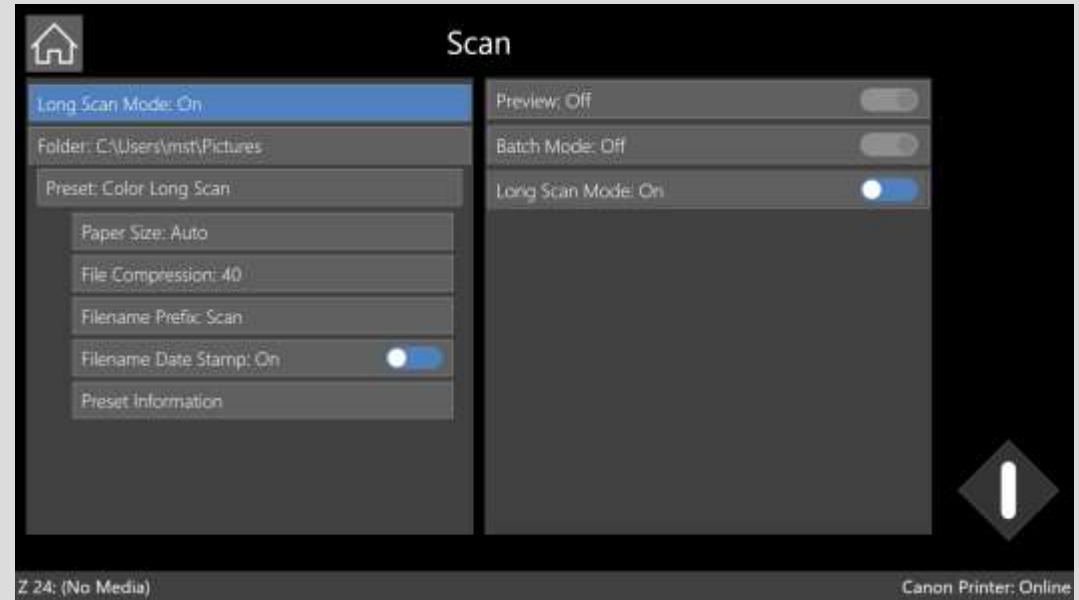 Scan
Long Scan Mode: On
Folder: C:\Users\mst\Pictures
Preset: Color Long Scan
Paper Size: Auto
File Compression: 40
Filename Prefix: Scan
Filename Date Stamp: On
Preset Information
Preview: Off
Batch Mode: Off
Long Scan Mode: On
Z 24: (No Media)
Canon Printer: Online